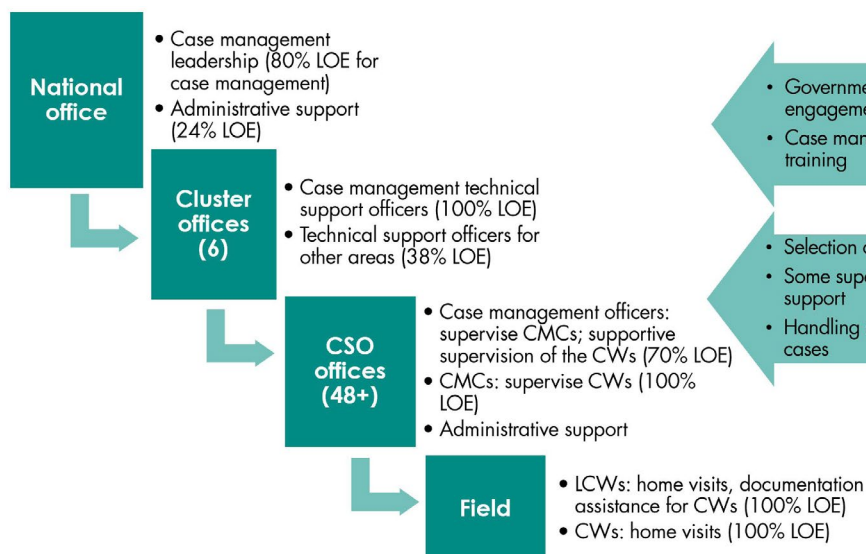 National
office
• Case management
leadership (80% LOE for
case management)
• Administrative support
(24% LOE)
Cluster
offices
(6)
• Case management technical
support officers (100% LOE)
• Technical support officers for
other areas (38% LOE)
CSO
offices
(48+)
• Case management officers:
supervise CMCs; supportive
supervision of the CWs (70% LOE)
• CMCs: supervise CWs (100%
LOE)
• Administrative support
Field
• LCWs: home visits, documentation
assistance for CWs (100% LOE)
• CWs: home visits (100% LOE)
•
•
• Case
training
• Selection
• Some
support
• Handling
cases